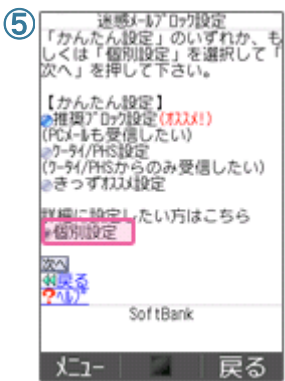 ⑤
迷惑ﾒｰﾙﾌﾞﾛｯｸ設定
「かんたん設定」のいずれか、も
しくは「個別設定」を選択して「
次へ」を押して下さい。
【かんたん設定】
推奨ﾌﾞﾛｯｸ設定(ｵｽｽﾒ!)
(PCﾒｰﾙも受信したい)
ｹｰﾀｲ/PHS設定
(ｹｰﾀｲ/PHSからのみ受信したい)
きっずｵｽｽﾒ設定
詳細に設定したい方はこちら
個別設定
次へ
戻る
?ﾍﾙﾌﾟ
SoftBank
ﾒﾆｭｰ 戻る